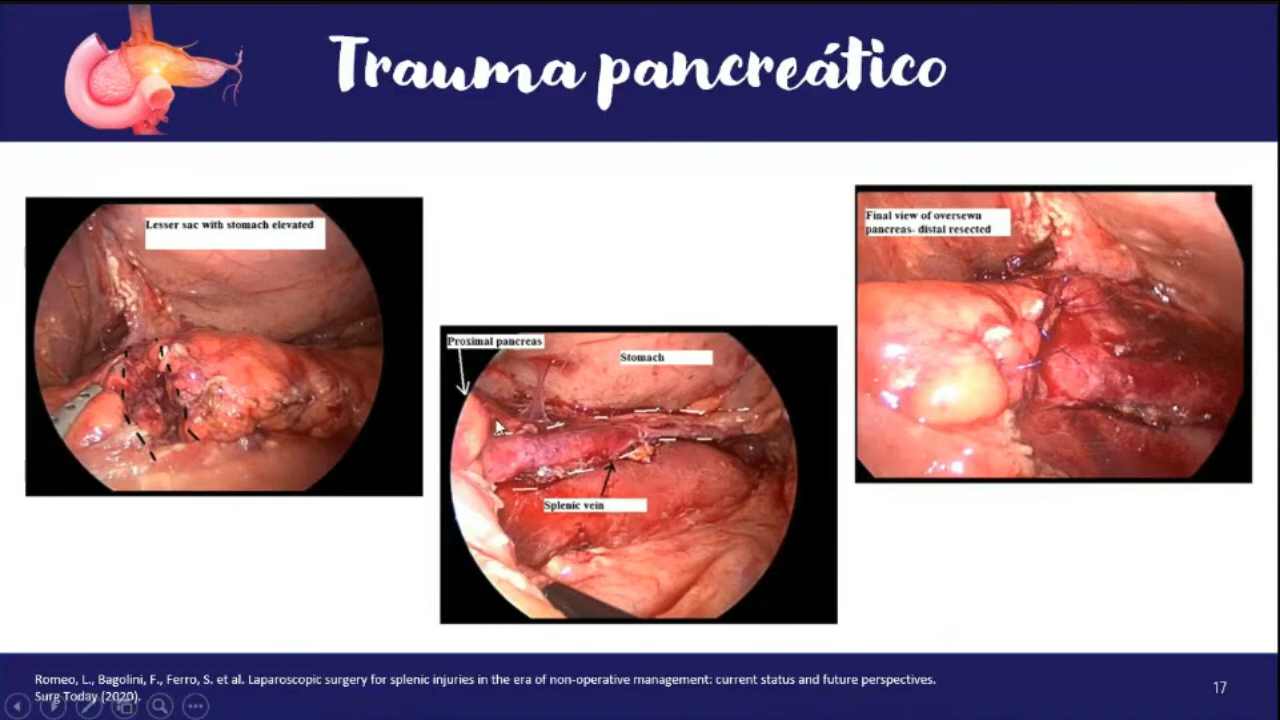 Trauma pancreático
Lesser sac with stomach elevated
Proximal pancreas
Stomach
Splenic vein
Final view of oversewn
pancreas- distal resected
Romeo, L., Bagolini, F., Ferro, S. et al. Laparoscopic surgery for splenic injuries in the era of non-operative management: current status and future perspectives.
Surg Today (2020).
17